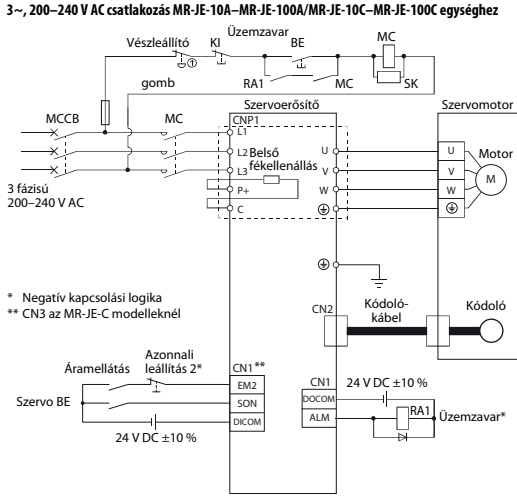 3~, 200–240 V AC csatlakozás MR-JE-10A–MR-JE-100A/MR-JE-10C–MR-JE-100C egységhez
Vészleállító
gomb
KI
Üzemzavar
BE
MC
①
RA1
MC
SK
MCCB
MC
Szervoerősítő
Szervomotor
CNP1
L1
L2
L3
Belső
fékellenállás
P+
C
U
V
W
U
V
W
Motor
M
3 fázisú
200–240 V AC
* Negatív kapcsolási logika
** CN3 az MR-JE-C modelleknél
CN2
Kódoló-
kábel
Kódoló
Áramellátás
Azonnali
leállítás 2*
CN1**
EM2
SON
DICOM
Szervo BE
24 V DC ±10 %
CN1
DOCOM
ALM
24 V DC ±10 %
RA1
Üzemzavar*